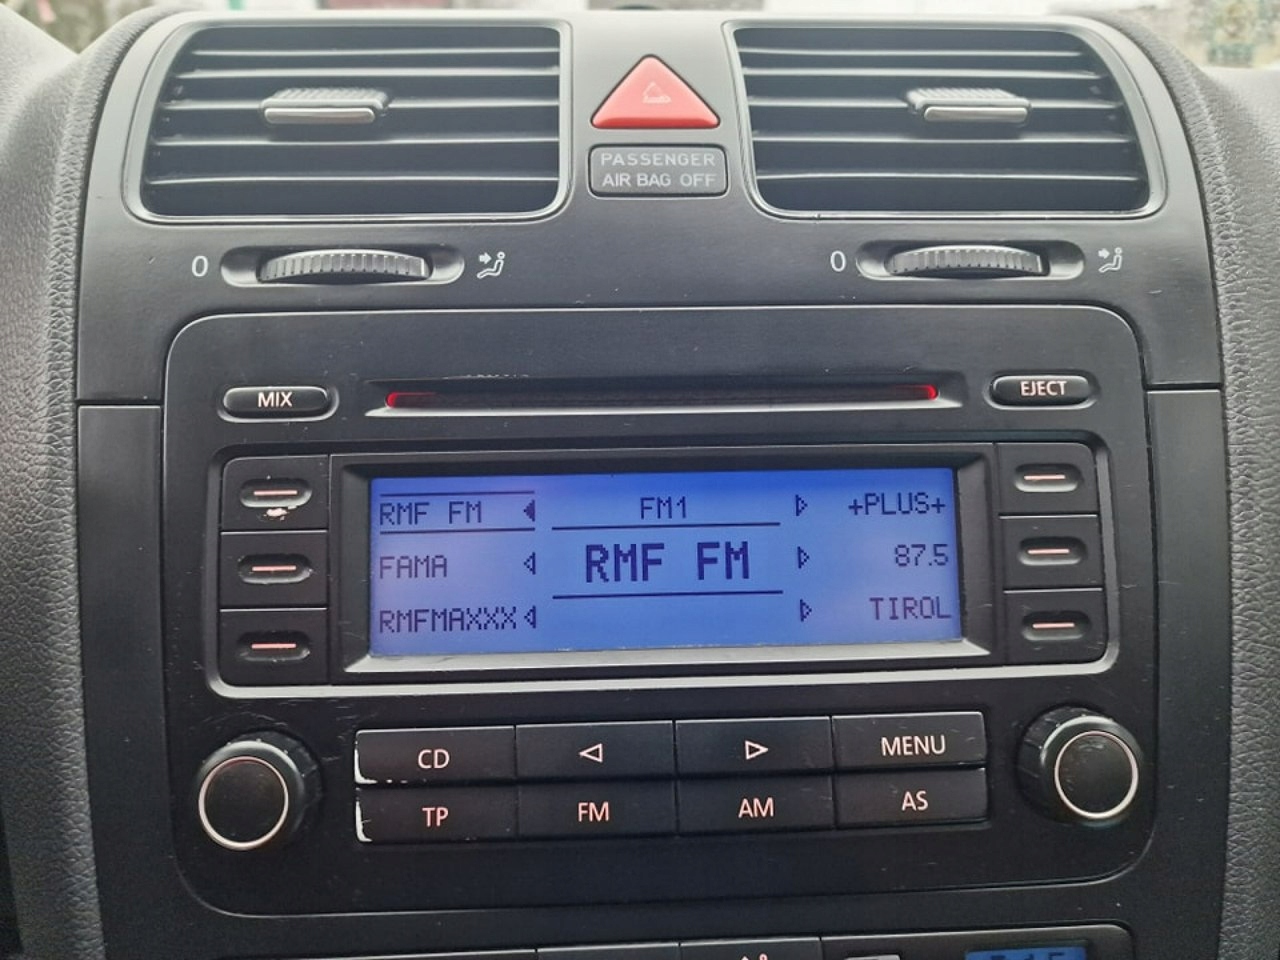 PASSENGER
AIR BAG OFF
0
0
MIX
EJECT
RMF FM
FM1
+PLUS+
FAMA
RMF FM
87.5
RMFMAXXX
TIROL
CD
MENU
TP
FM
AM
AS